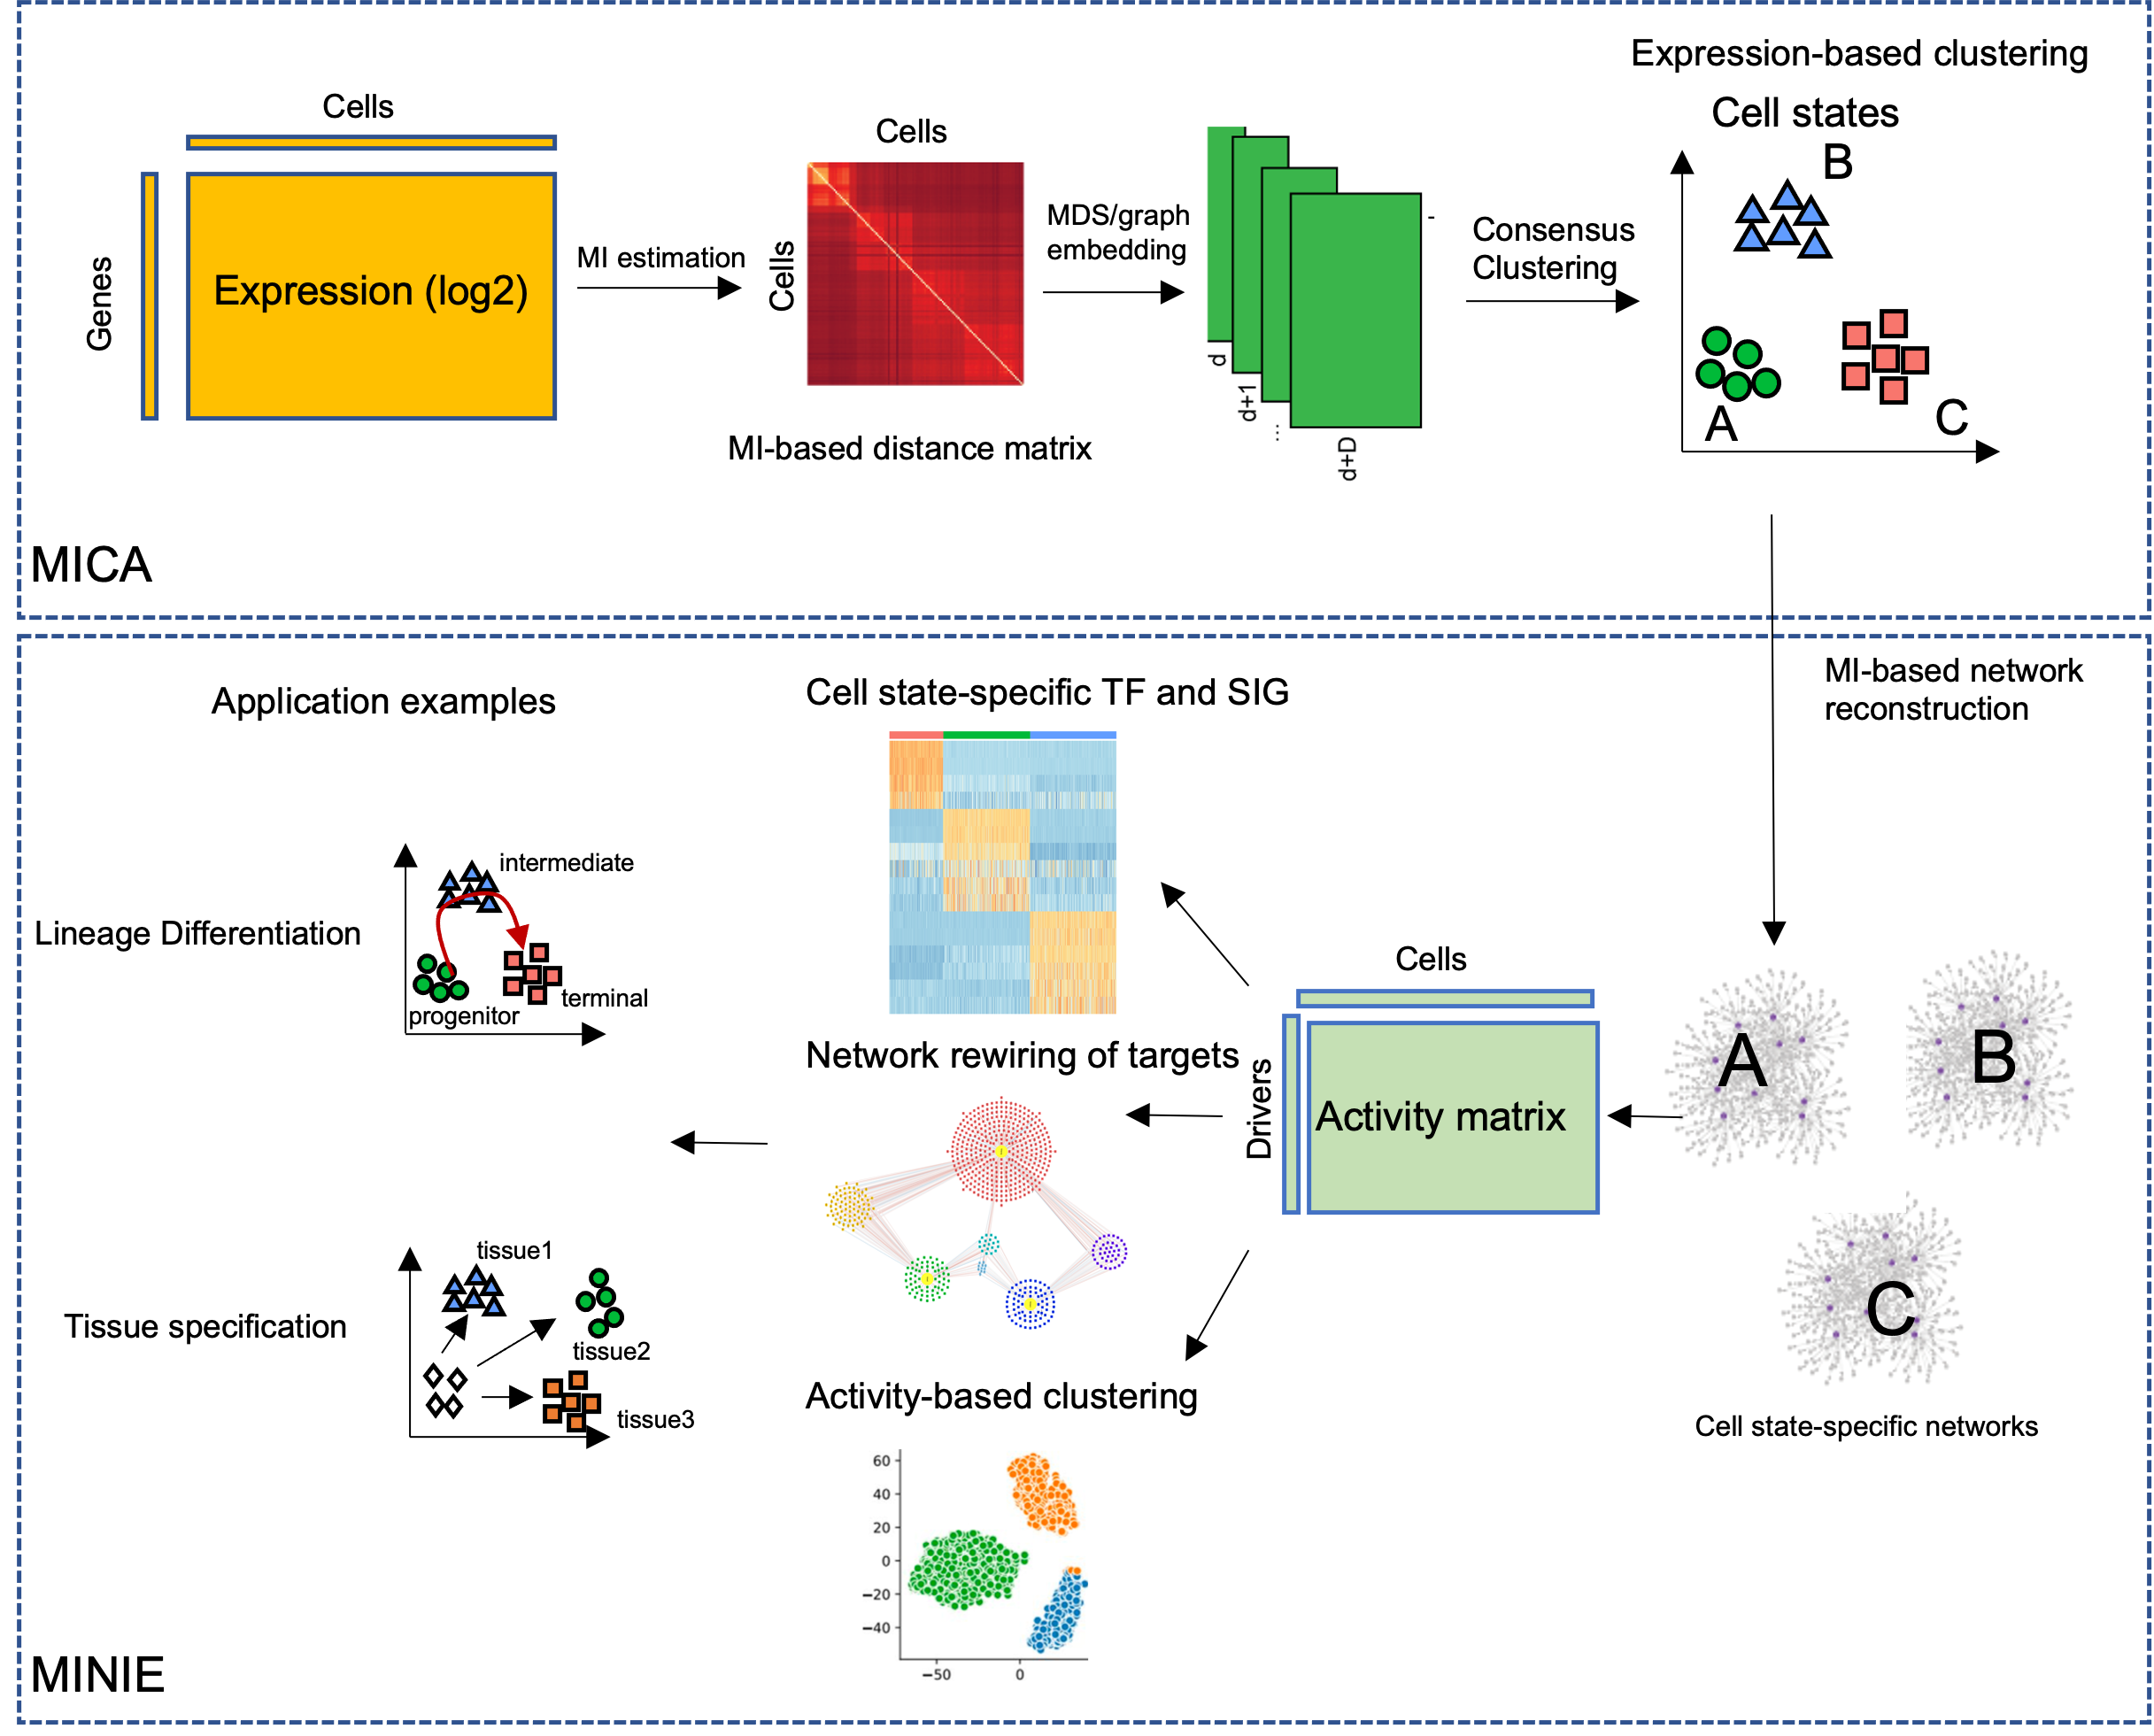 Expression-based clustering
Cells
Cell states
Cells
B
Genes
Expression (log2)
MI estimation
Cells
MDS/graph
embedding
-
Consensus
Clustering
d
d+1
...
d+D
A
C
MI-based distance matrix
MICA
MI-based network
reconstruction
Application examples
Cell state-specific TF and SIG
Lineage Differentiation
intermediate
progenitor
terminal
Cells
Drivers
Activity matrix
A
B
C
Cell state-specific networks
Network rewiring of targets
Tissue specification
tissue1
tissue2
tissue3
Activity-based clustering
60
40
20
0
−20
−40
−50
0
MINIE